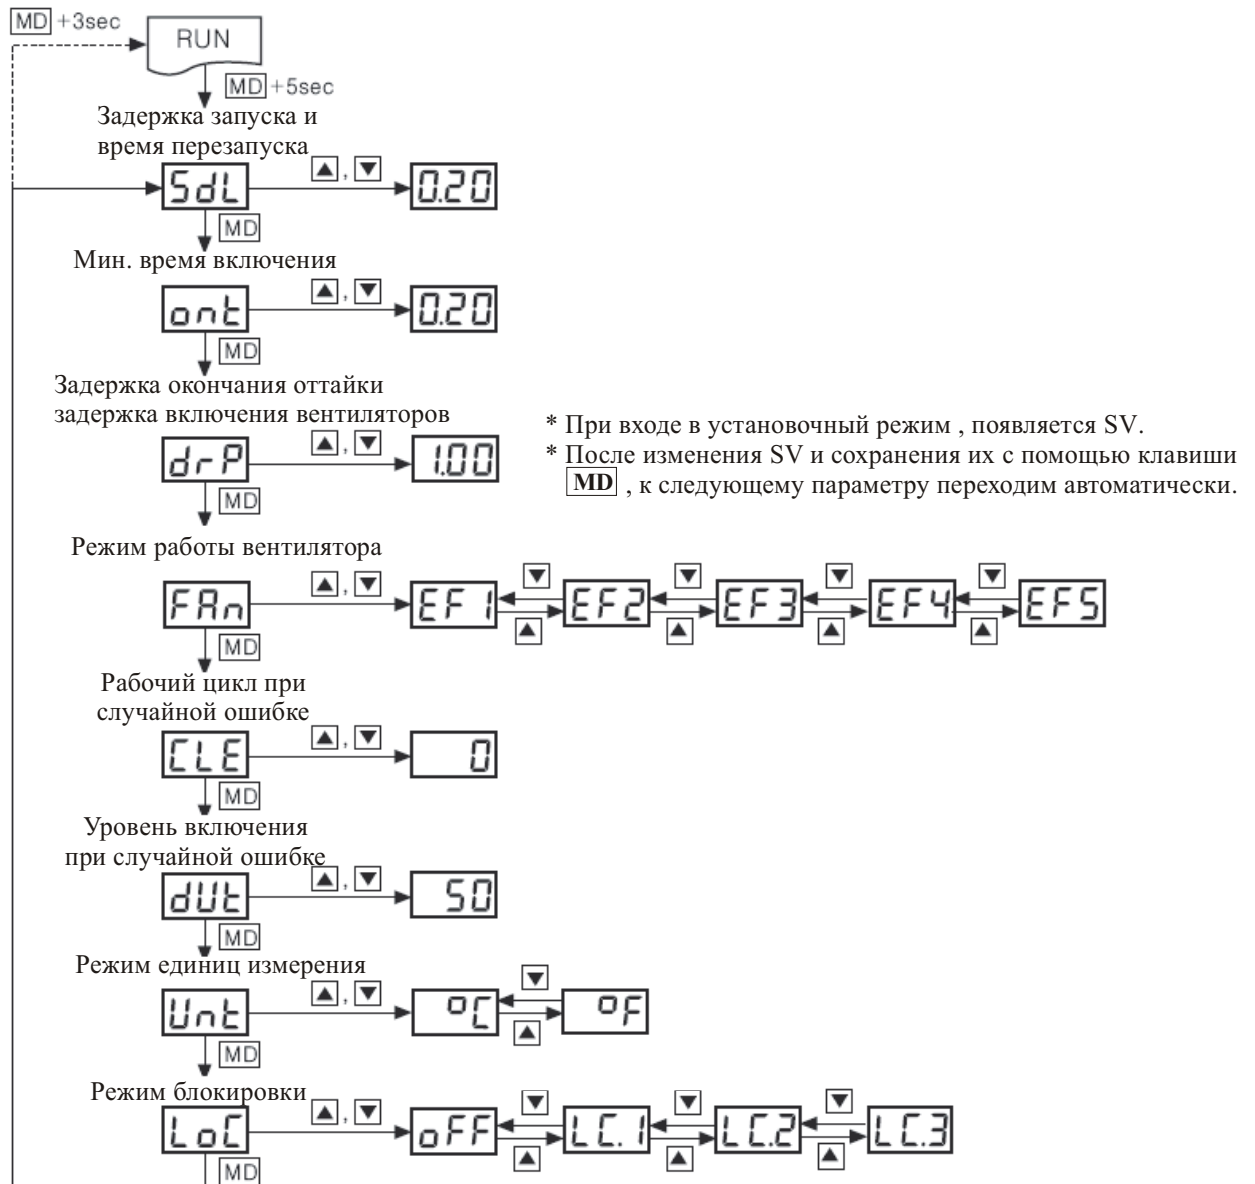 MD +3sec
RUN
MD +5sec
Задержка запуска и
время перезапуска
SdL ▲, ▼ 0.20
MD
Мин. время включения
ont ▲, ▼ 0.20
MD
Задержка окончания оттайки
задержка включения вентиляторов
drP ▲, ▼ 1.00
MD
* При входе в установочный режим , появляется SV.
* После изменения SV и сохранения их с помощью клавиши
MD , к следующему параметру переходим автоматически.
Режим работы вентилятора
▼ ▼ ▼ ▼
FAn ▲, ▼ EF1 EF2 EF3 EF4 EF5
▲ ▲ ▲ ▲
MD
Рабочий цикл при
случайной ошибке
CLE ▲, ▼ 0
MD
Уровень включения
при случайной ошибке
dUt ▲, ▼ 50
MD
Режим единиц измерения
▼
Unt ▲, ▼ °C °F
▲
MD
Режим блокировки
▼ ▼ ▼
LoC ▲, ▼ oFF LC.1 LC.2 LC.3
▲ ▲ ▲
MD